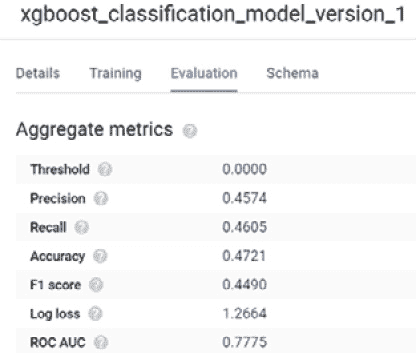 xgboost_classification_model_version_1
Details Training Evaluation Schema
Aggregate metrics
Threshold 0.0000
Precision 0.4574
Recall 0.4605
Accuracy 0.4721
F1 score 0.4490
Log loss 1.2664
ROC AUC 0.7775